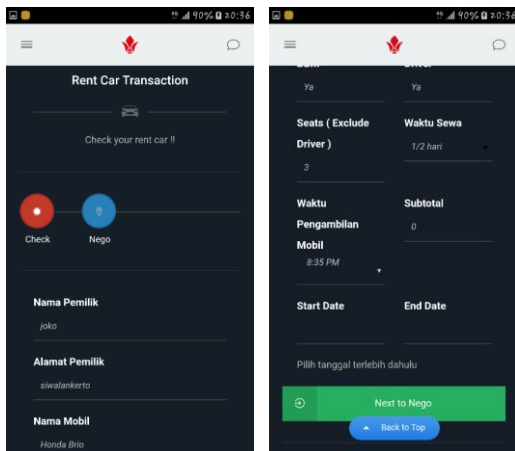 90% 20:36
Rent Car Transaction
Check your rent car !!
Check
Nego
Nama Pemilik
joko
Alamat Pemilik
siwalankerto
Nama Mobil
Honda Brio
90% 20:36
Ya
Ya
Seats ( Exclude
Driver )
3
Waktu Sewa
1/2 hari
Waktu
Pengambilan
Mobil
8:35 PM
Subtotal
0
Start Date
End Date
Pilih tanggal terlebih dahulu
Next to Nego
Back to Top